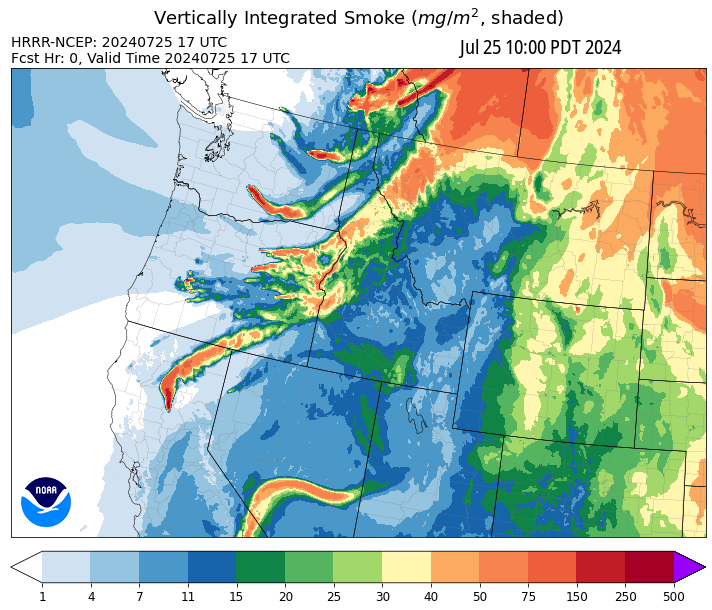 Vertically Integrated Smoke (mg/m², shaded)
HRRR-NCEP: 20240725 17 UTC
Fcst Hr: 0, Valid Time 20240725 17 UTC
Jul 25 10:00 PDT 2024
NOAA
1 4 7 11 15 20 25 30 40 50 75 150 250 500